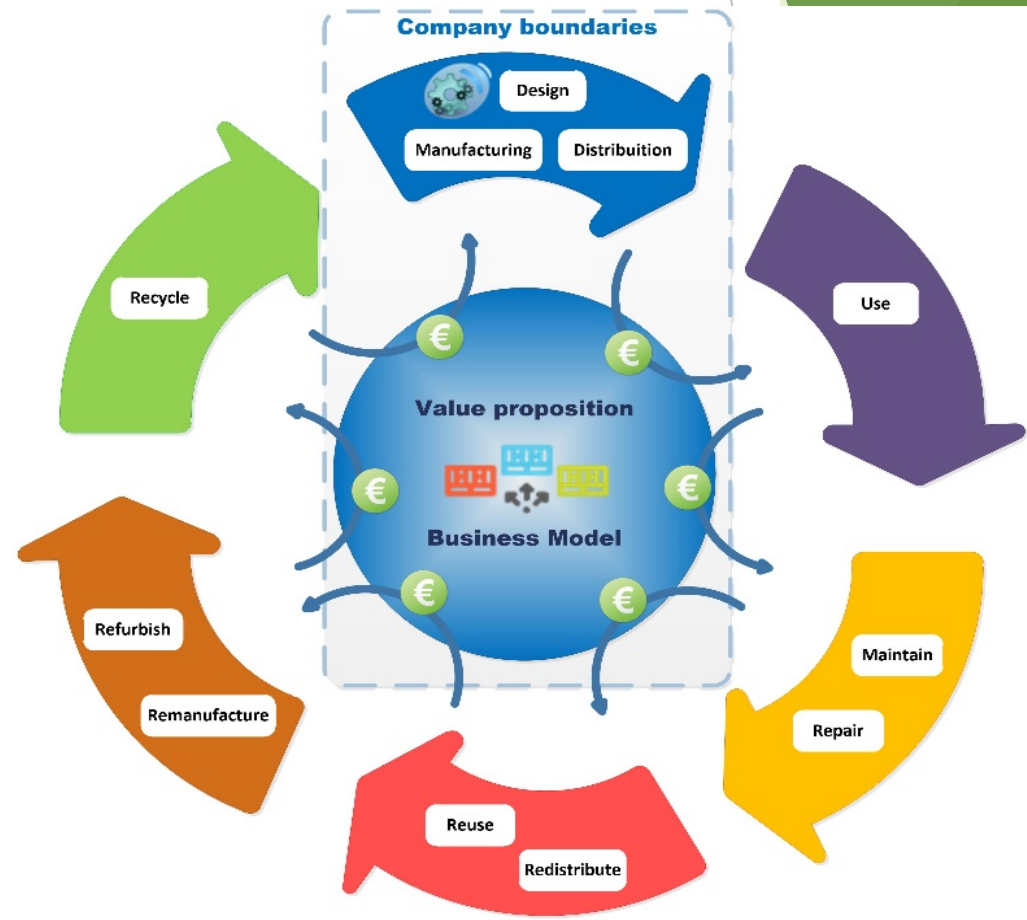 Company boundaries
Design
Manufacturing
Distribuition
Use
Maintain
Repair
Redistribute
Reuse
Remanufacture
Refurbish
Recycle
€
€
Value proposition
€
€
Business Model
€
€